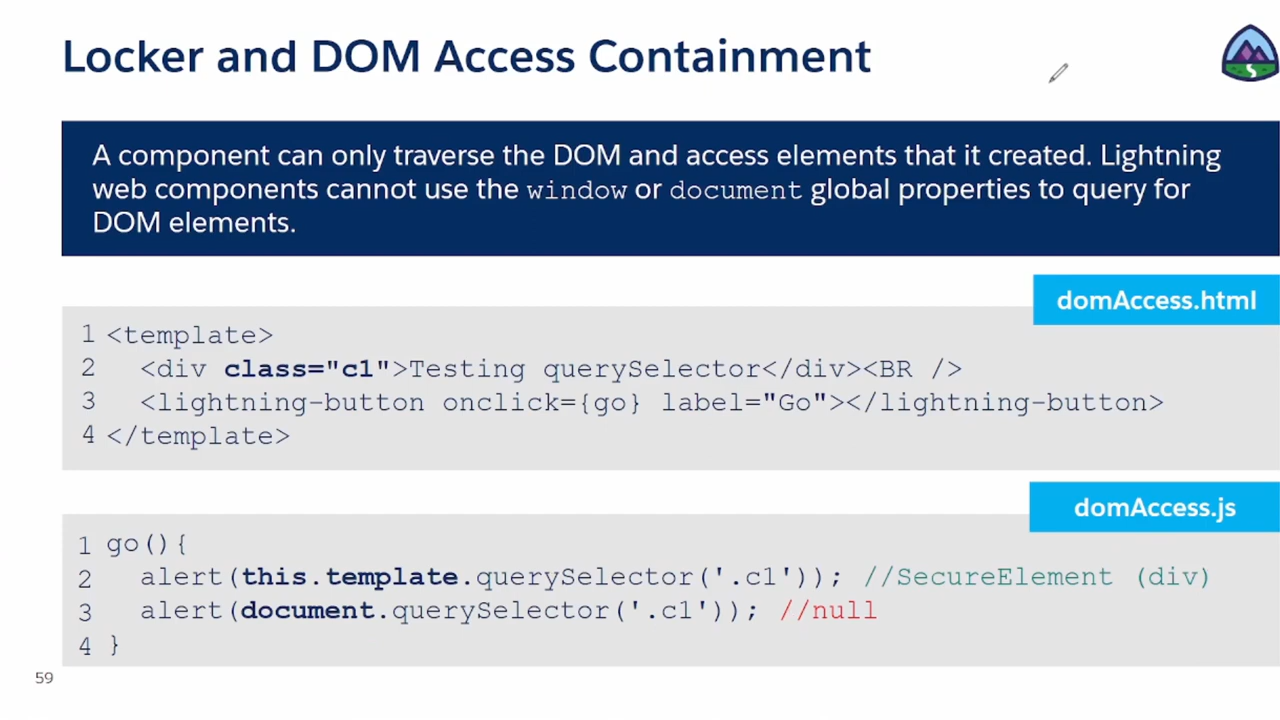 Locker and DOM Access Containment
A component can only traverse the DOM and access elements that it created. Lightning
web components cannot use the window or document global properties to query for
DOM elements.
domAccess.html
1 <template>
2   <div class="c1">Testing querySelector</div><BR />
3   <lightning-button onclick={go} label="Go"></lightning-button>
4 </template>
domAccess.js
1 go(){
2   alert(this.template.querySelector('.c1')); //SecureElement (div)
3   alert(document.querySelector('.c1')); //null
4 }
59